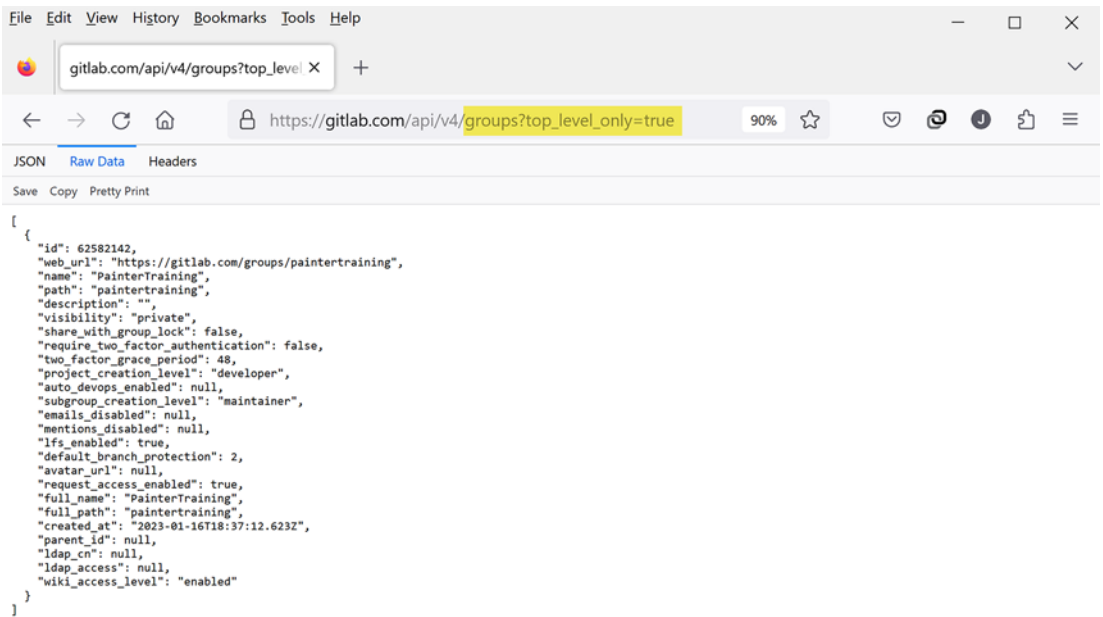 File Edit View History Bookmarks Tools Help
gitlab.com/api/v4/groups?top_level
https://gitlab.com/api/v4/groups?top_level_only=true 90% J
JSON Raw Data Headers
Save Copy Pretty Print
[
  {
    "id": 62582142,
    "web_url": "https://gitlab.com/groups/paintertraining",
    "name": "PainterTraining",
    "path": "paintertraining",
    "description": "",
    "visibility": "private",
    "share_with_group_lock": false,
    "require_two_factor_authentication": false,
    "two_factor_grace_period": 48,
    "project_creation_level": "developer",
    "auto_devops_enabled": null,
    "subgroup_creation_level": "maintainer",
    "emails_disabled": null,
    "mentions_disabled": null,
    "lfs_enabled": true,
    "default_branch_protection": 2,
    "avatar_url": null,
    "request_access_enabled": true,
    "full_name": "PainterTraining",
    "full_path": "paintertraining",
    "created_at": "2023-01-16T18:37:12.623Z",
    "parent_id": null,
    "ldap_cn": null,
    "ldap_access": null,
    "wiki_access_level": "enabled"
  }
]